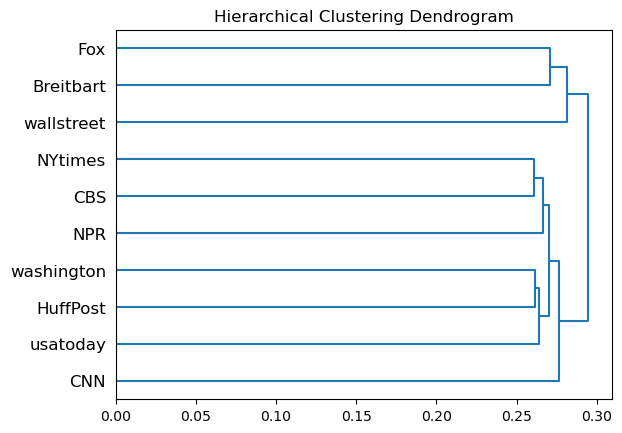 Hierarchical Clustering Dendrogram
Fox
Breitbart
wallstreet
NYtimes
CBS
NPR
washington
HuffPost
usatoday
CNN
0.00 0.05 0.10 0.15 0.20 0.25 0.30